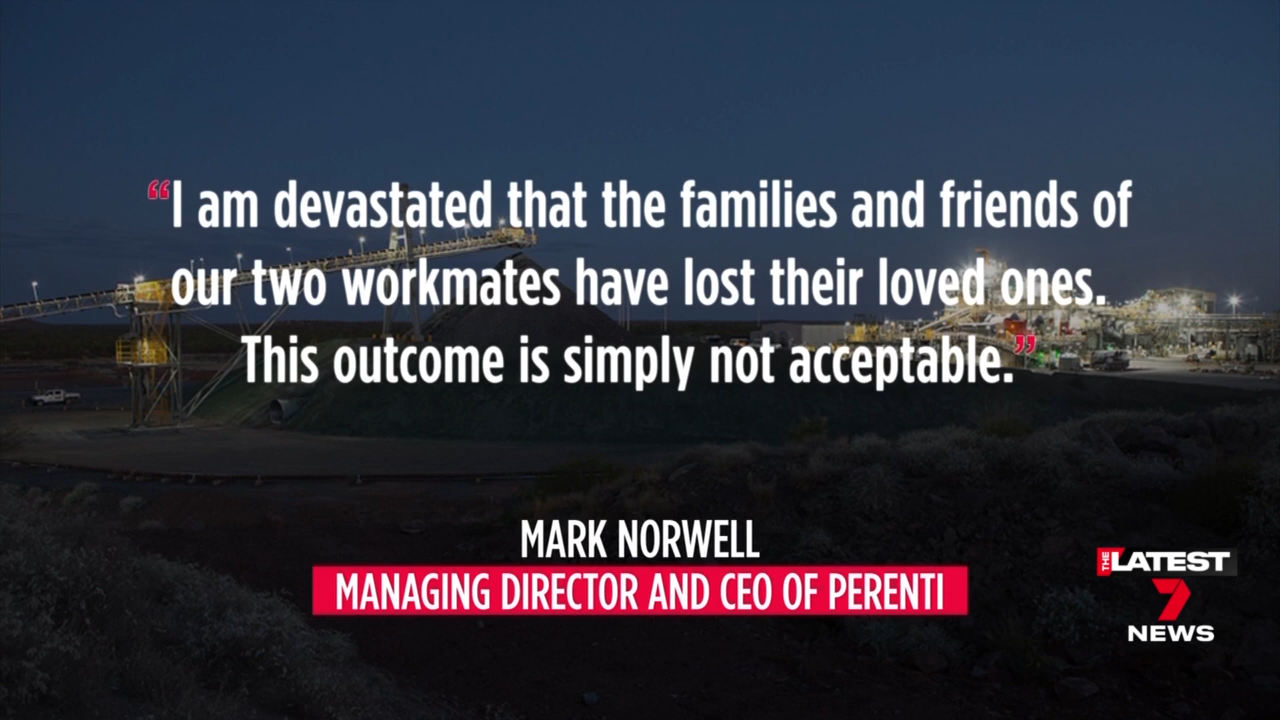 “I am devastated that the families and friends of
our two workmates have lost their loved ones.
This outcome is simply not acceptable.”
MARK NORWELL
MANAGING DIRECTOR AND CEO OF PERENTI
THE LATEST
7
NEWS